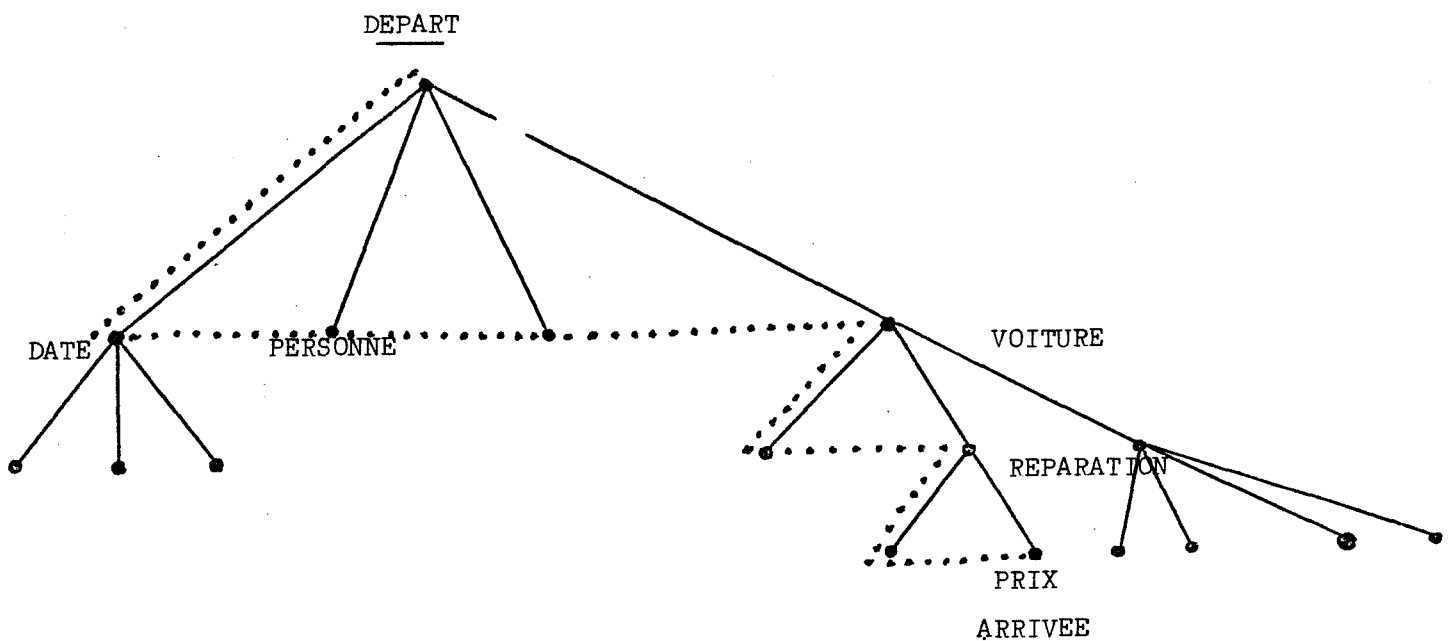 DEPART
DATE
PERSONNE
VOITURE
REPARATION
PRIX
ARRIVEE